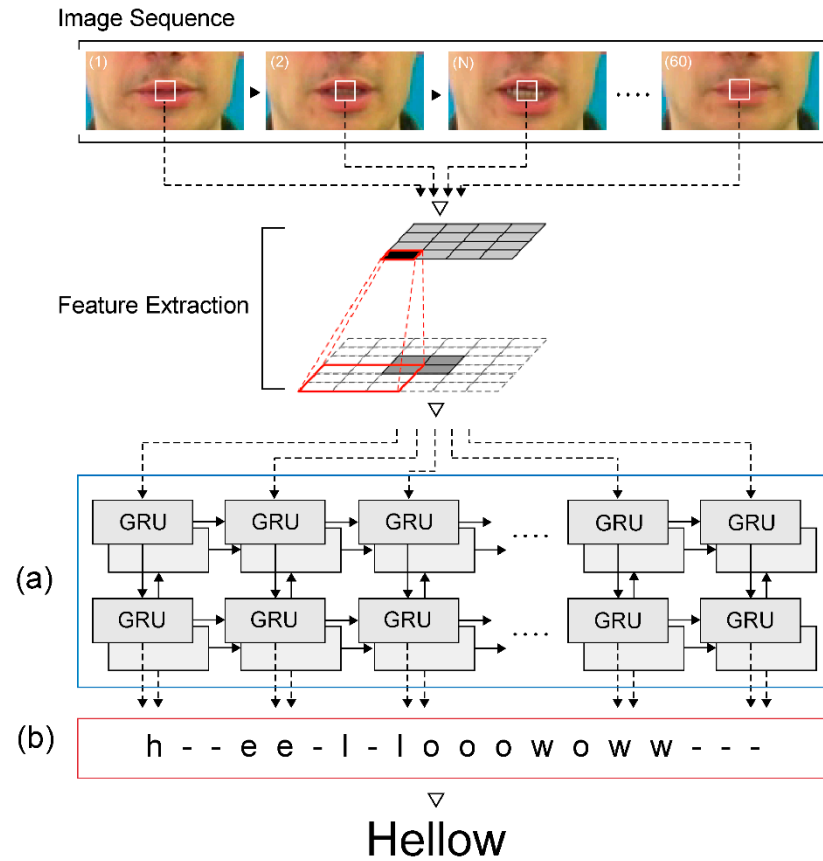 Image Sequence
(1) (2) (N) .... (60)
Feature Extraction
GRU GRU GRU .... GRU GRU
(a)
GRU GRU GRU .... GRU GRU
(b) h - - e e - l - l o o o w o w w - - -
Hellow